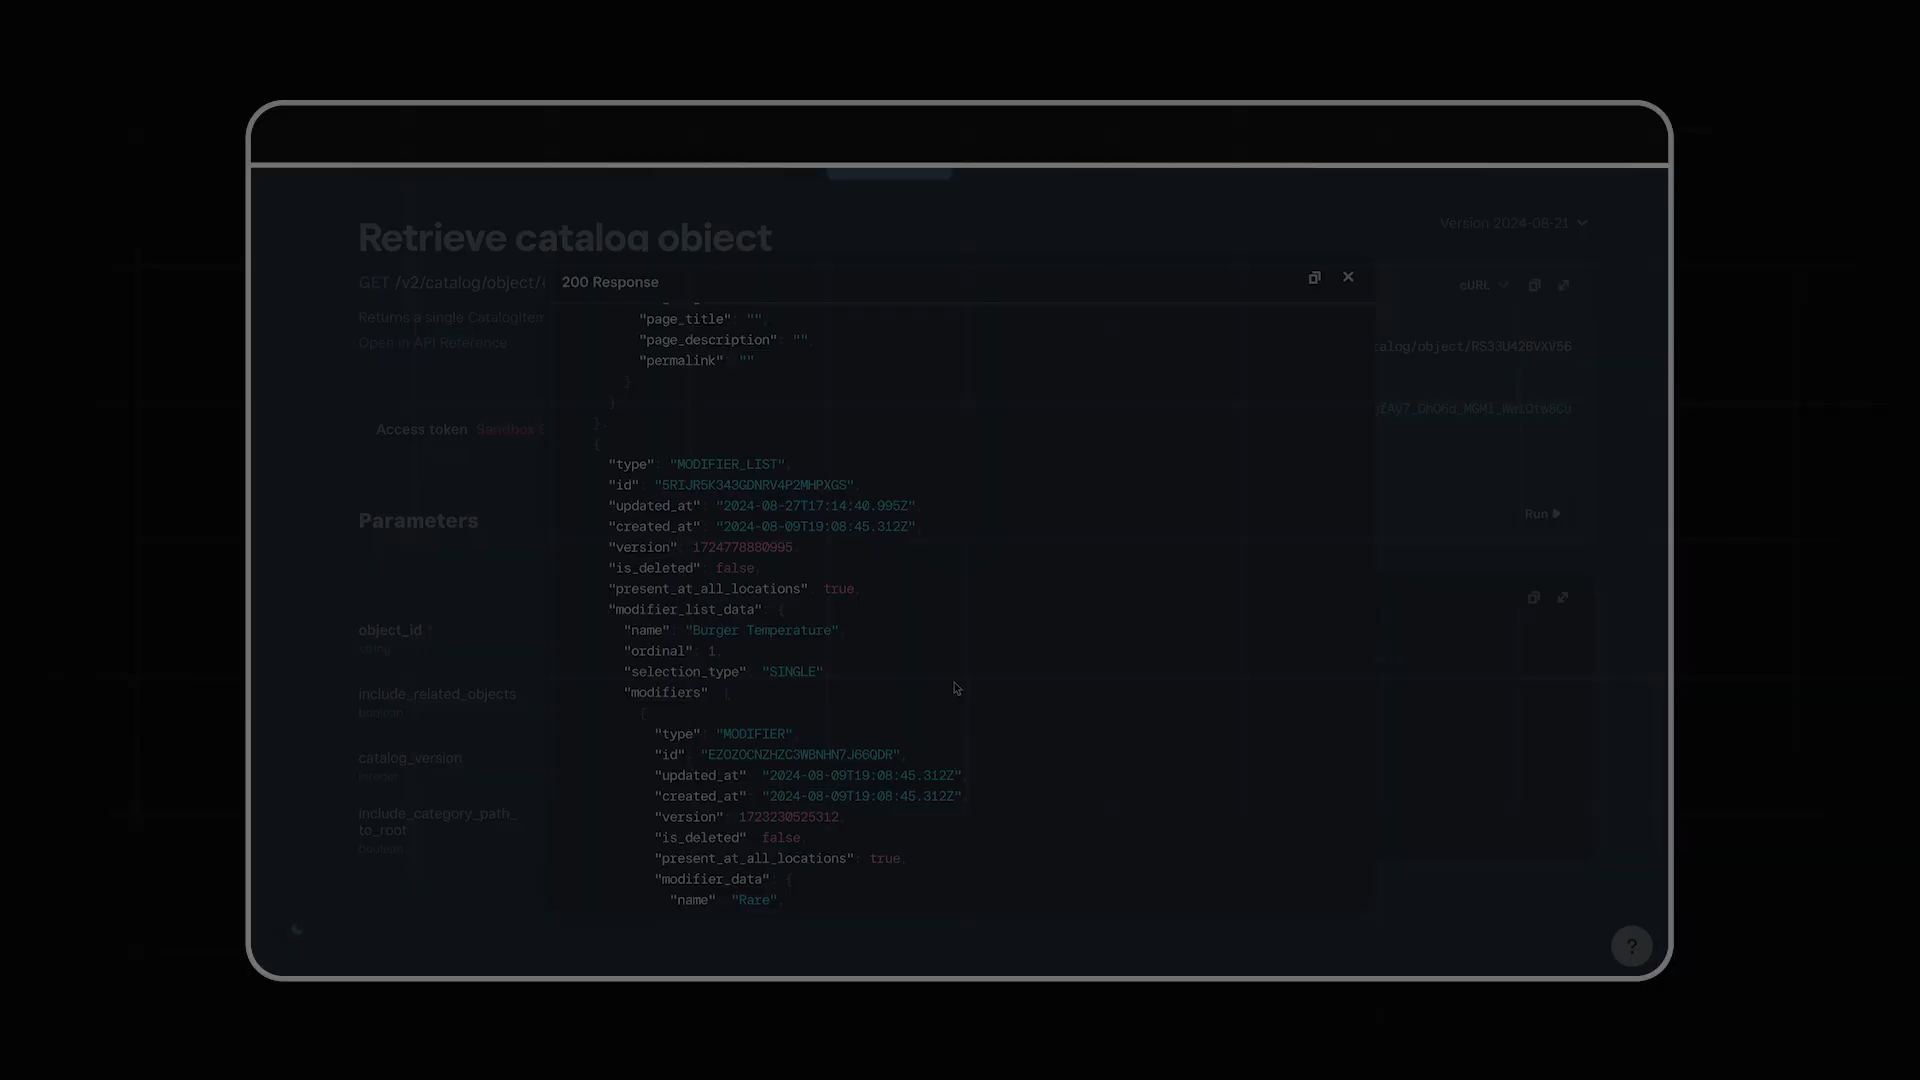 Retrieve catalog object
Version 2024-08-21
GET /v2/catalog/object/
Returns a single CatalogItem
Open in API Reference
Access token Sandbox
Parameters
object_id *
string
include_related_objects
boolean
catalog_version
integer
include_category_path_
to_root
boolean
200 Response
"page_title": "",
"page_description": "",
"permalink": ""
}
}
},
{
"type": "MODIFIER_LIST",
"id": "5RIJR5K343GDNRV4P2MHPXGS",
"updated_at": "2024-08-27T17:14:40.995Z",
"created_at": "2024-08-09T19:08:45.312Z",
"version": 1724778880995,
"is_deleted": false,
"present_at_all_locations": true,
"modifier_list_data": {
"name": "Burger Temperature",
"ordinal": 1,
"selection_type": "SINGLE",
"modifiers": [
{
"type": "MODIFIER",
"id": "EZOZOCNZHZC3WBNHN7J66QDR",
"updated_at": "2024-08-09T19:08:45.312Z",
"created_at": "2024-08-09T19:08:45.312Z",
"version": 1723230525312,
"is_deleted": false,
"present_at_all_locations": true,
"modifier_data": {
"name": "Rare",
cURL
alog/object/RS33U42BVXV56
Run
?